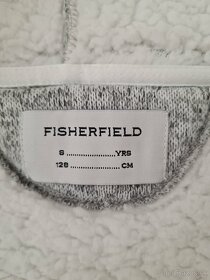 FISHERFIELD
8 ........................ YRS
128 .................... CM